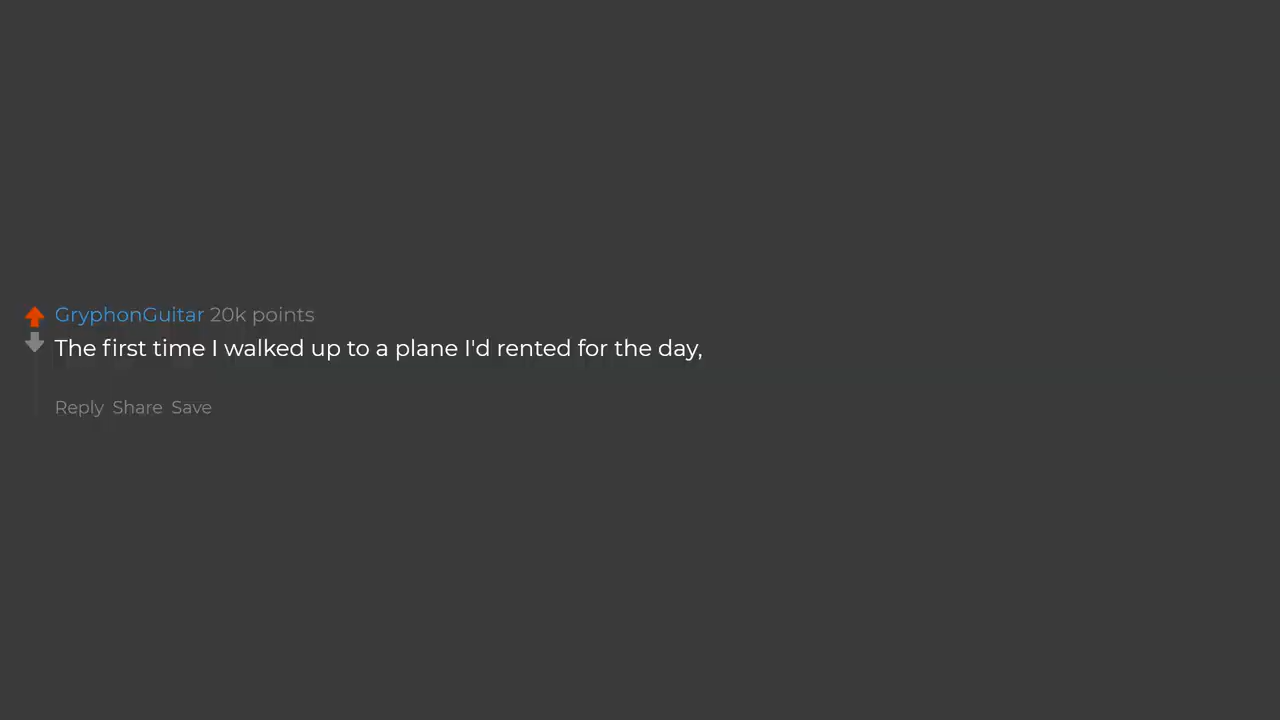 GryphonGuitar 20k points
The first time I walked up to a plane I'd rented for the day,
Reply Share Save